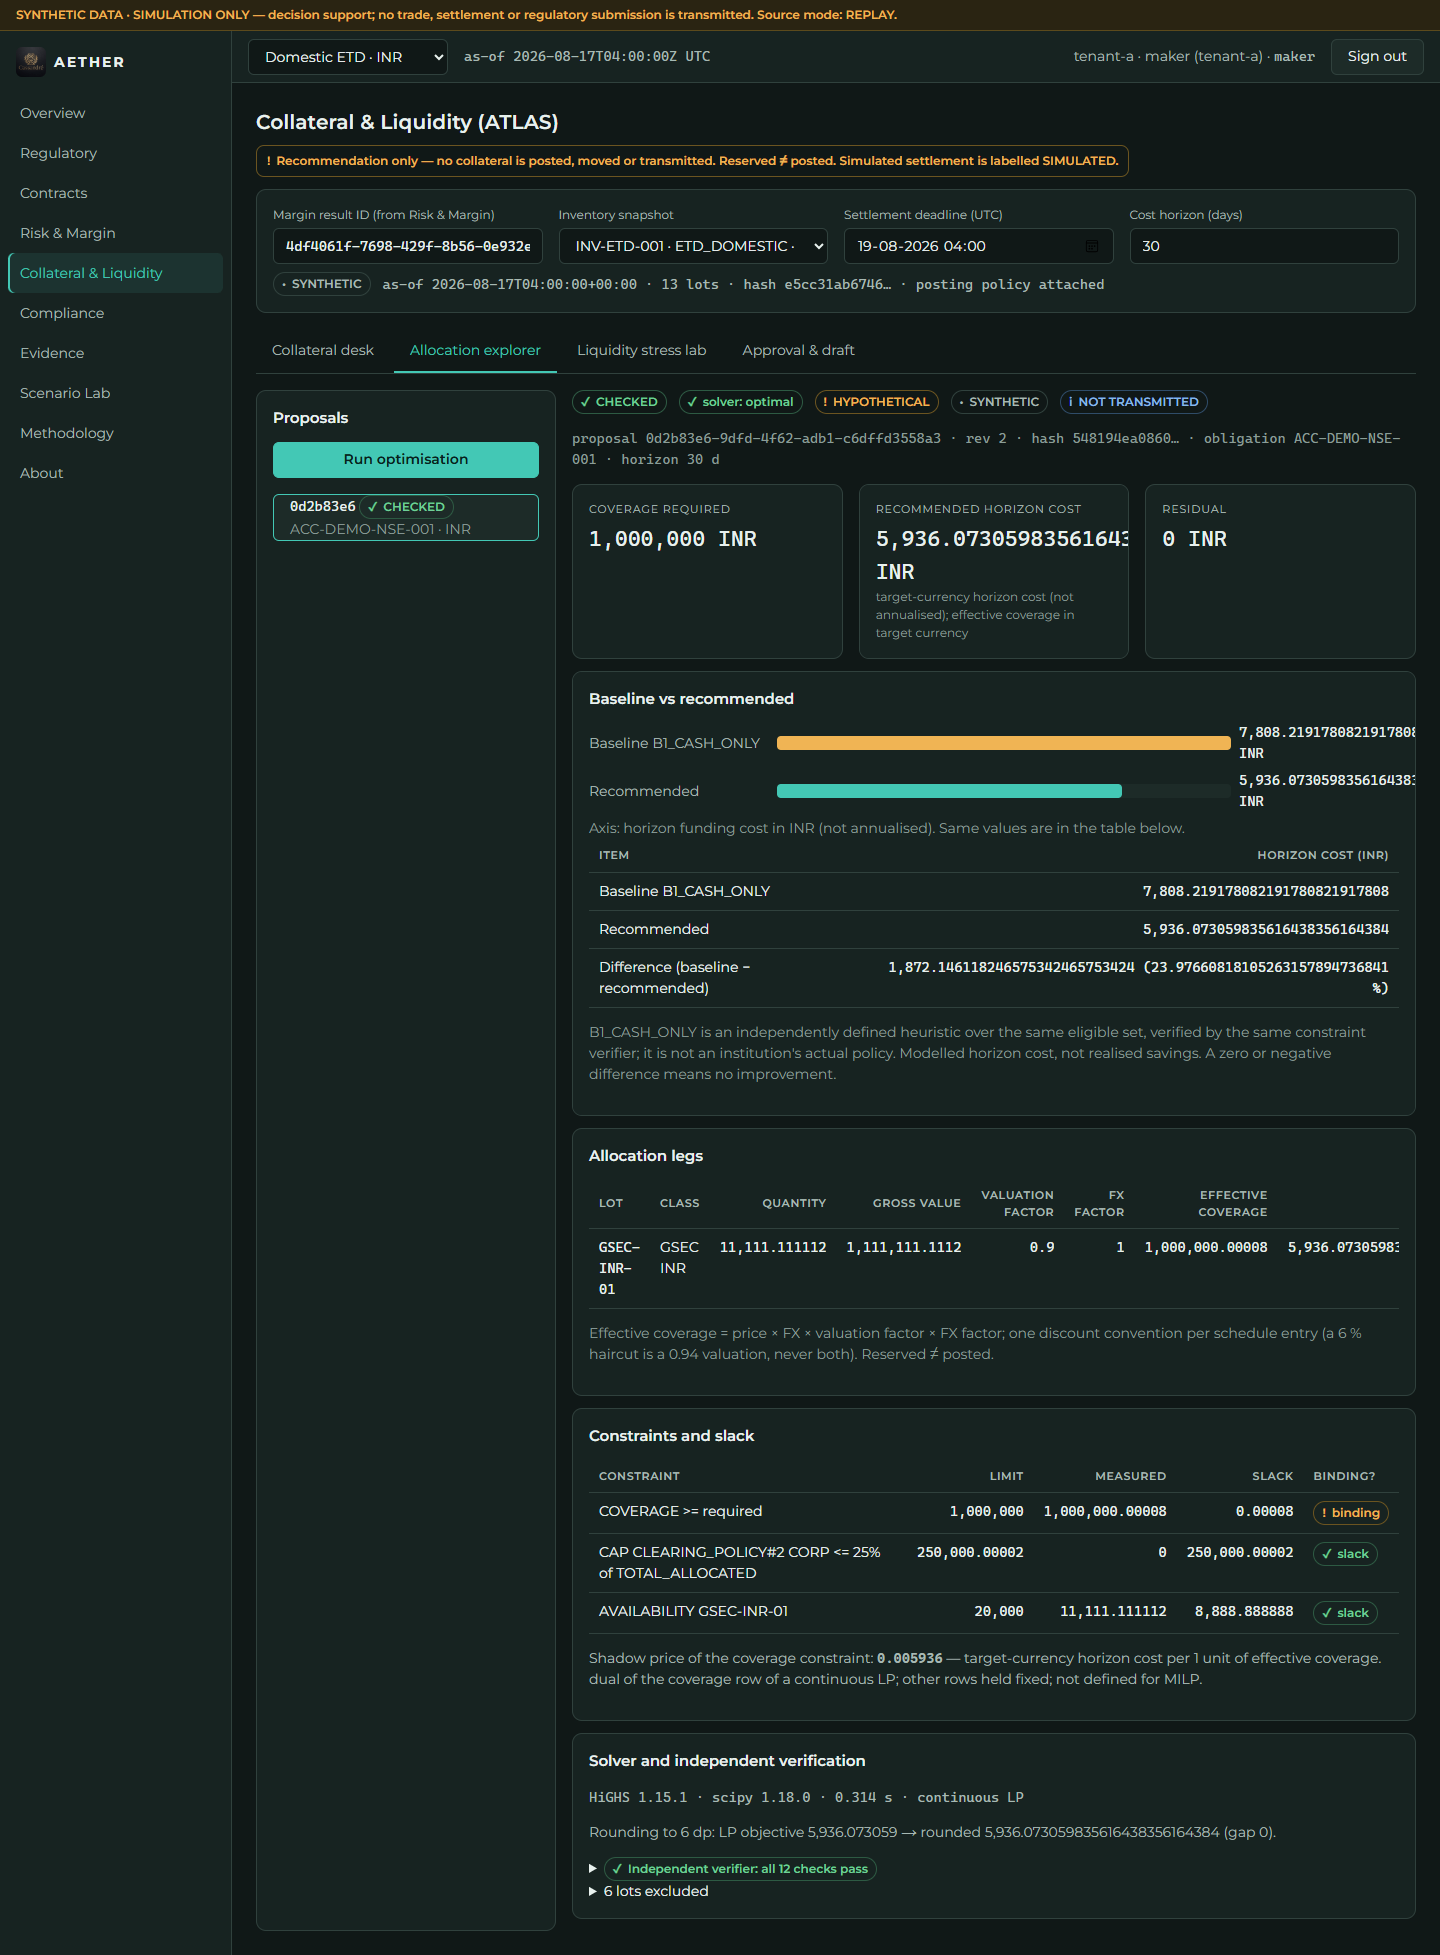 SYNTHETIC DATA · SIMULATION ONLY — decision support; no trade, settlement or regulatory submission is transmitted. Source mode: REPLAY.
AETHER
Domestic ETD · INR
as-of 2026-08-17T04:00:00Z UTC
tenant-a · maker (tenant-a) · maker
Sign out
Overview
Regulatory
Contracts
Risk & Margin
Collateral & Liquidity
Compliance
Evidence
Scenario Lab
Methodology
About
Collateral & Liquidity (ATLAS)
! Recommendation only — no collateral is posted, moved or transmitted. Reserved ≠ posted. Simulated settlement is labelled SIMULATED.
Margin result ID (from Risk & Margin)
4df4061f-7698-429f-8b56-0e932e
Inventory snapshot
INV-ETD-001 · ETD_DOMESTIC ·
Settlement deadline (UTC)
19-08-2026 04:00
Cost horizon (days)
30
• SYNTHETIC as-of 2026-08-17T04:00:00+00:00 · 13 lots · hash e5cc31ab6746… · posting policy attached
Collateral desk
Allocation explorer
Liquidity stress lab
Approval & draft
Proposals
Run optimisation
0d2b83e6 ✓ CHECKED
ACC-DEMO-NSE-001 · INR
✓ CHECKED
✓ solver: optimal
! HYPOTHETICAL
• SYNTHETIC
i NOT TRANSMITTED
proposal 0d2b83e6-9dfd-4f62-adb1-c6dffd3558a3 · rev 2 · hash 548194ea0860… · obligation ACC-DEMO-NSE-
001 · horizon 30 d
COVERAGE REQUIRED
1,000,000 INR
RECOMMENDED HORIZON COST
5,936.07305983561643
INR
target-currency horizon cost (not
annualised); effective coverage in
target currency
RESIDUAL
0 INR
Baseline vs recommended
Baseline B1_CASH_ONLY
7,808.2191780821917808
INR
Recommended
5,936.0730598356164383
INR
Axis: horizon funding cost in INR (not annualised). Same values are in the table below.
ITEM HORIZON COST (INR)
Baseline B1_CASH_ONLY 7,808.219178082191780821917808
Recommended 5,936.073059835616438356164384
Difference (baseline − 1,872.146118246575342465753424 (23.97660818105263157894736841
recommended) %)
B1_CASH_ONLY is an independently defined heuristic over the same eligible set, verified by the same constraint
verifier; it is not an institution's actual policy. Modelled horizon cost, not realised savings. A zero or negative
difference means no improvement.
Allocation legs
LOT CLASS QUANTITY GROSS VALUE VALUATION FACTOR FX FACTOR EFFECTIVE COVERAGE
GSEC- GSEC 11,111.111112 1,111,111.1112 0.9 1 1,000,000.00008 5,936.0730598
INR- INR
01
Effective coverage = price × FX × valuation factor × FX factor; one discount convention per schedule entry (a 6 %
haircut is a 0.94 valuation, never both). Reserved ≠ posted.
Constraints and slack
CONSTRAINT LIMIT MEASURED SLACK BINDING?
COVERAGE >= required 1,000,000 1,000,000.00008 0.00008 ! binding
CAP CLEARING_POLICY#2 CORP <= 25% 250,000.00002 0 250,000.00002 ✓ slack
of TOTAL_ALLOCATED
AVAILABILITY GSEC-INR-01 20,000 11,111.111112 8,888.888888 ✓ slack
Shadow price of the coverage constraint: 0.005936 — target-currency horizon cost per 1 unit of effective coverage.
dual of the coverage row of a continuous LP; other rows held fixed; not defined for MILP.
Solver and independent verification
HiGHS 1.15.1 · scipy 1.18.0 · 0.314 s · continuous LP
Rounding to 6 dp: LP objective 5,936.073059 → rounded 5,936.073059835616438356164384 (gap 0).
▶ ✓ Independent verifier: all 12 checks pass
▶ 6 lots excluded